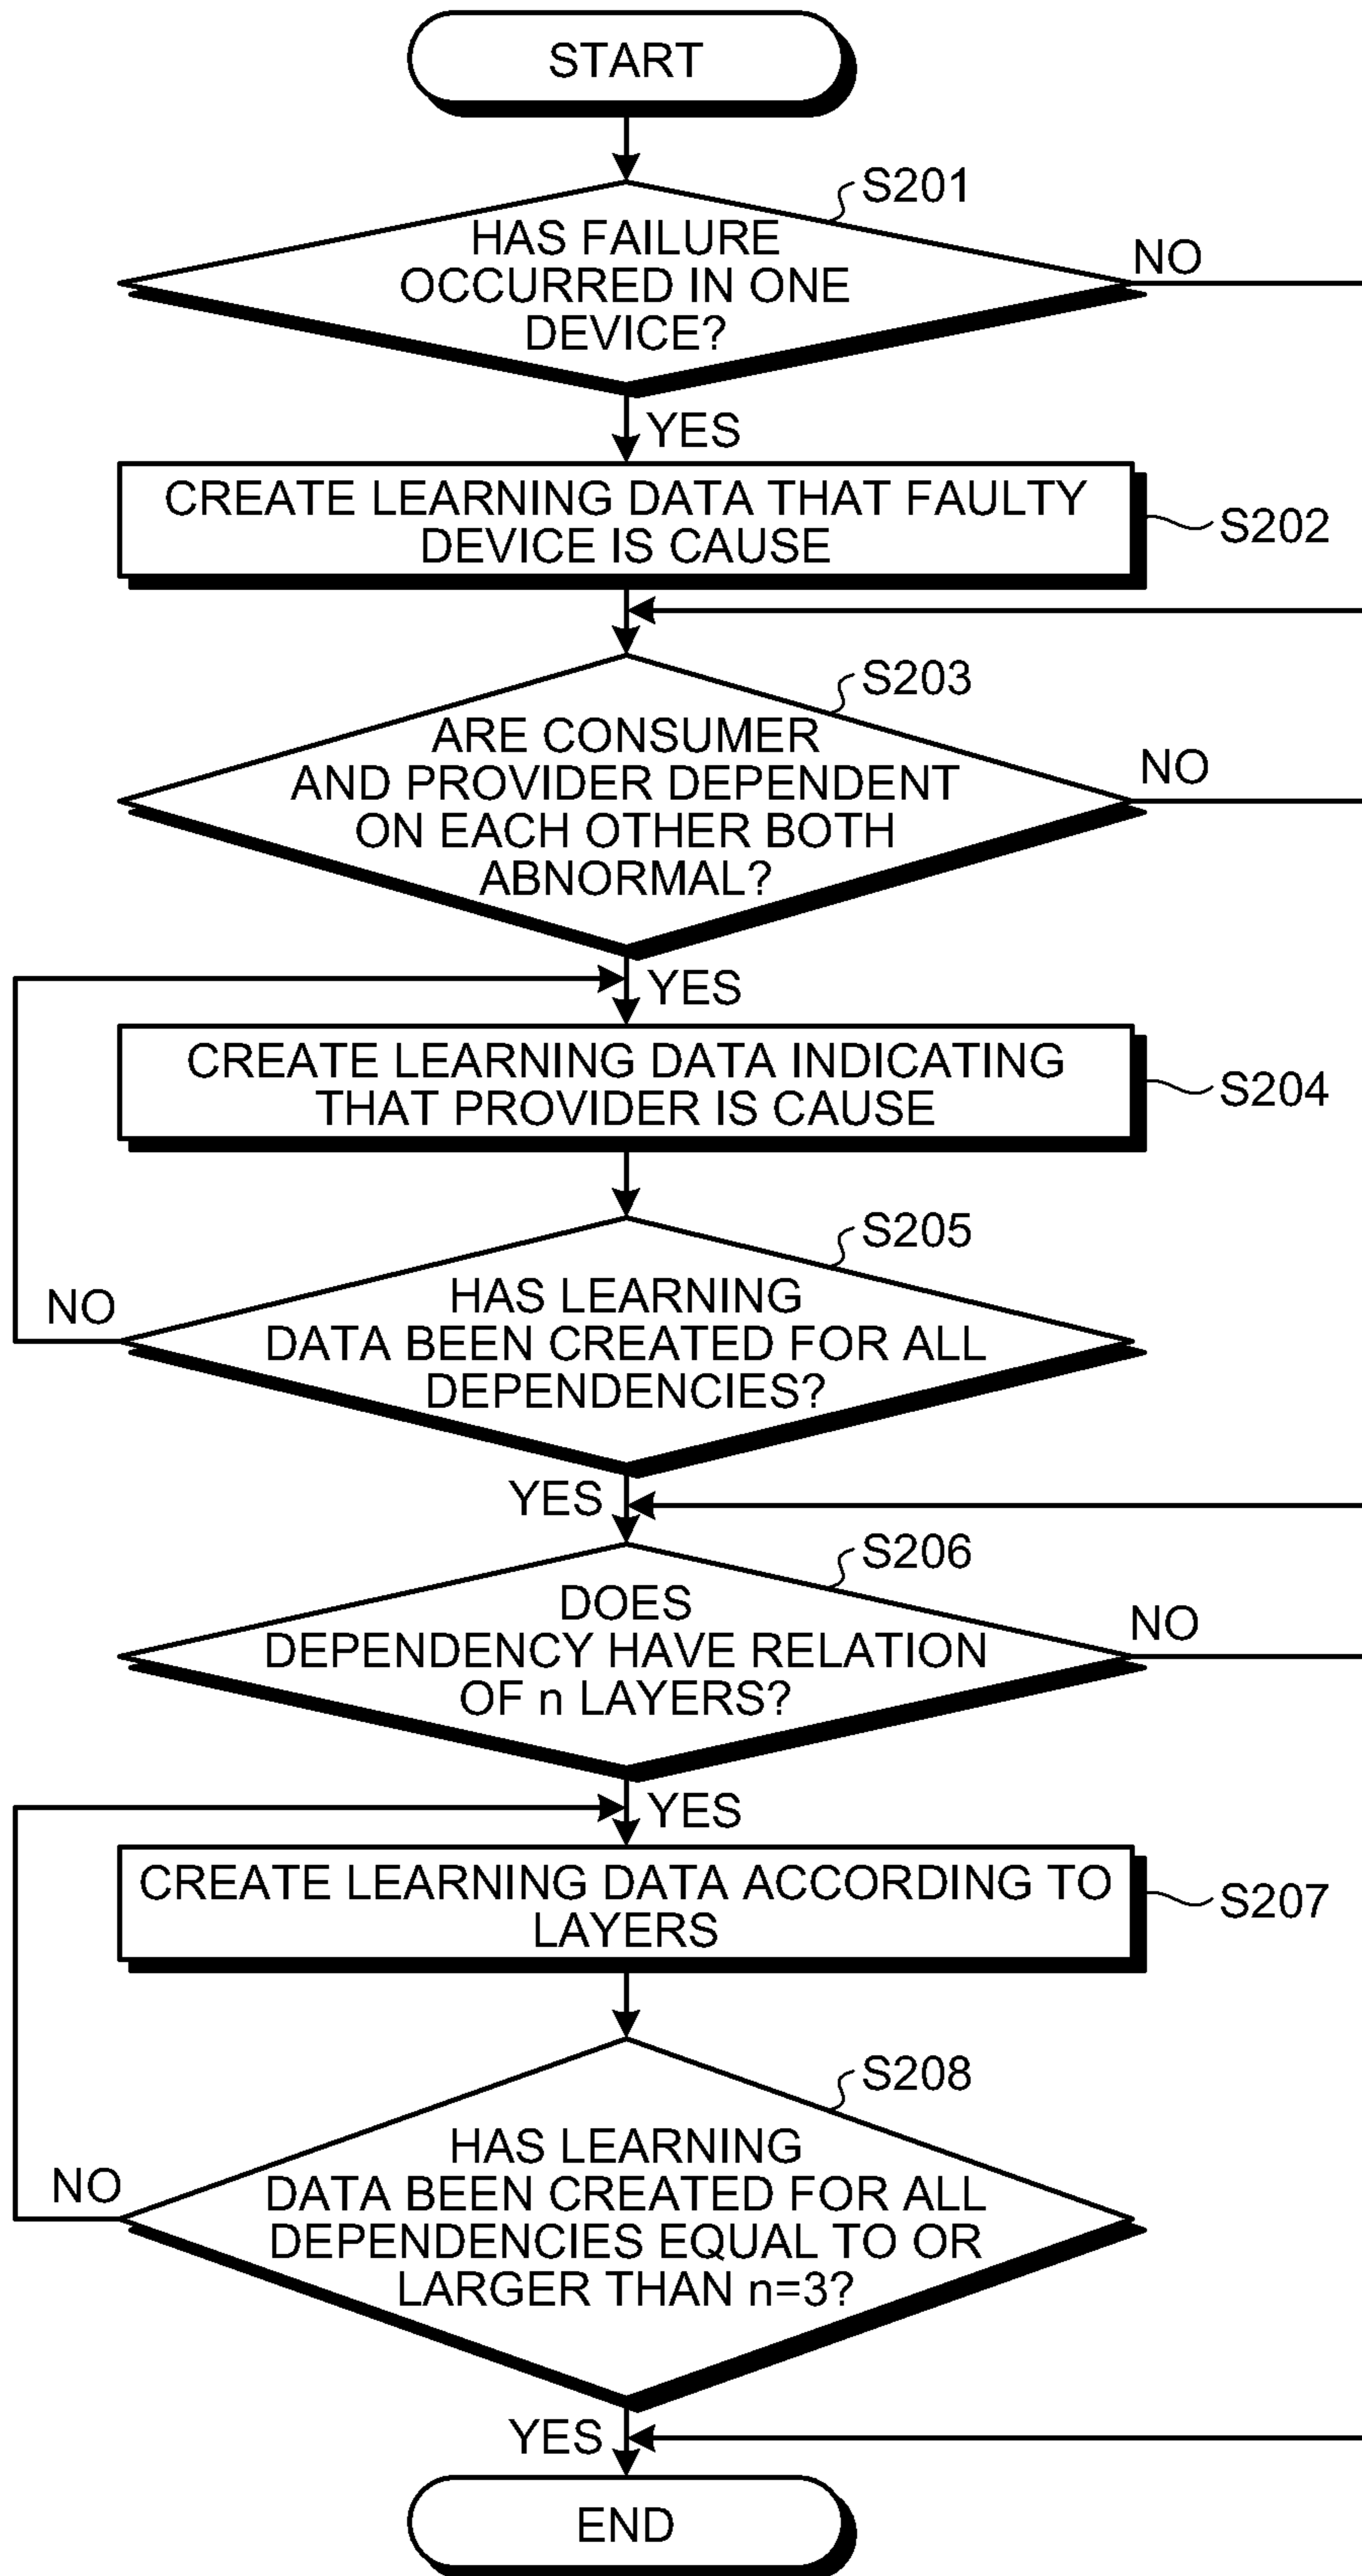 START
S201
HAS FAILURE
OCCURRED IN ONE
DEVICE?
NO
YES
CREATE LEARNING DATA THAT FAULTY
DEVICE IS CAUSE
S202
S203
ARE CONSUMER
AND PROVIDER DEPENDENT
ON EACH OTHER BOTH
ABNORMAL?
NO
YES
CREATE LEARNING DATA INDICATING
THAT PROVIDER IS CAUSE
S204
S205
HAS LEARNING
DATA BEEN CREATED FOR ALL
DEPENDENCIES?
NO
YES
S206
DOES
DEPENDENCY HAVE RELATION
OF n LAYERS?
NO
YES
CREATE LEARNING DATA ACCORDING TO
LAYERS
S207
S208
HAS LEARNING
DATA BEEN CREATED FOR ALL
DEPENDENCIES EQUAL TO OR
LARGER THAN n=3?
NO
YES
END